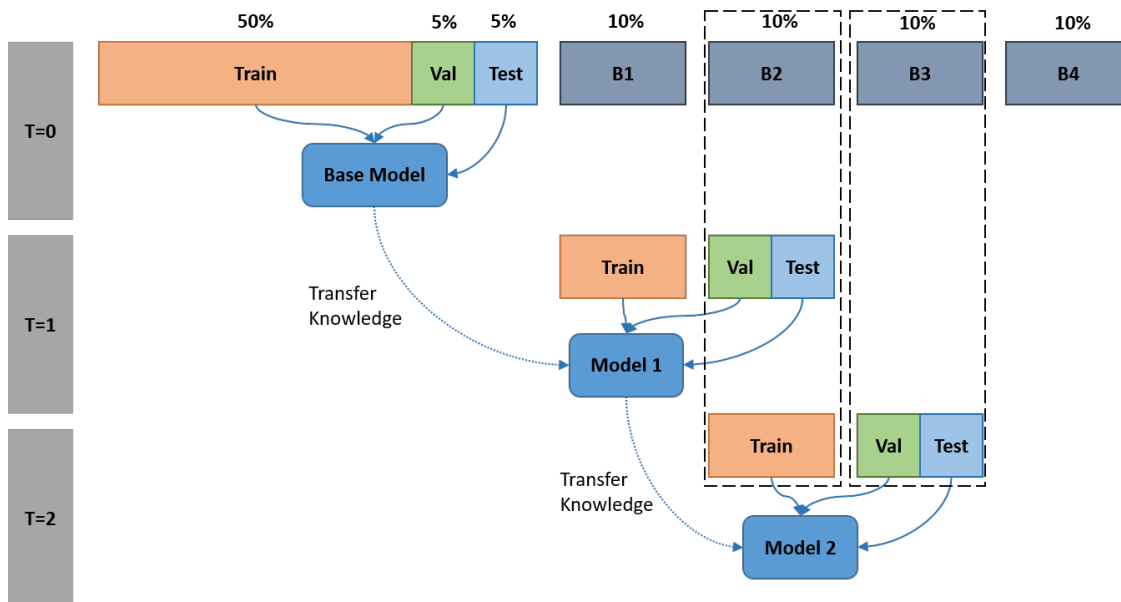 50% 5% 5% 10% 10% 10% 10%
Train Val Test B1 B2 B3 B4
T=0
Base Model
Train Val Test
Transfer
Knowledge
T=1
Model 1
Train Val Test
Transfer
Knowledge
T=2
Model 2